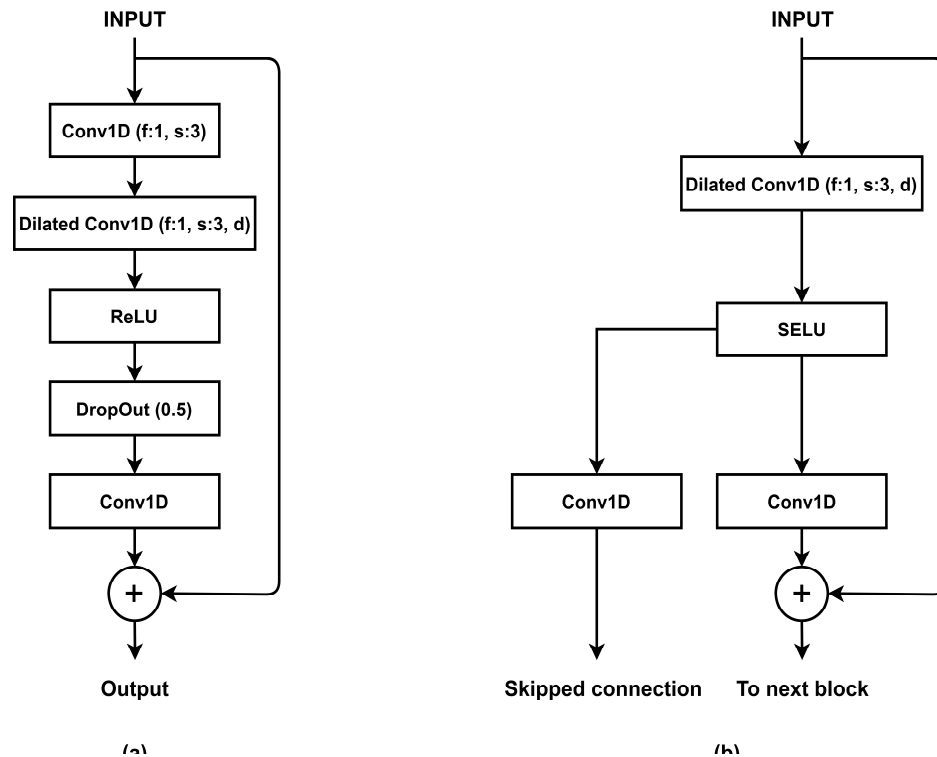 INPUT
Conv1D (f:1, s:3)
Dilated Conv1D (f:1, s:3, d)
ReLU
DropOut (0.5)
Conv1D
+
Output
(a)
INPUT
Dilated Conv1D (f:1, s:3, d)
SELU
Conv1D
Conv1D
+
Skipped connection
To next block
(b)